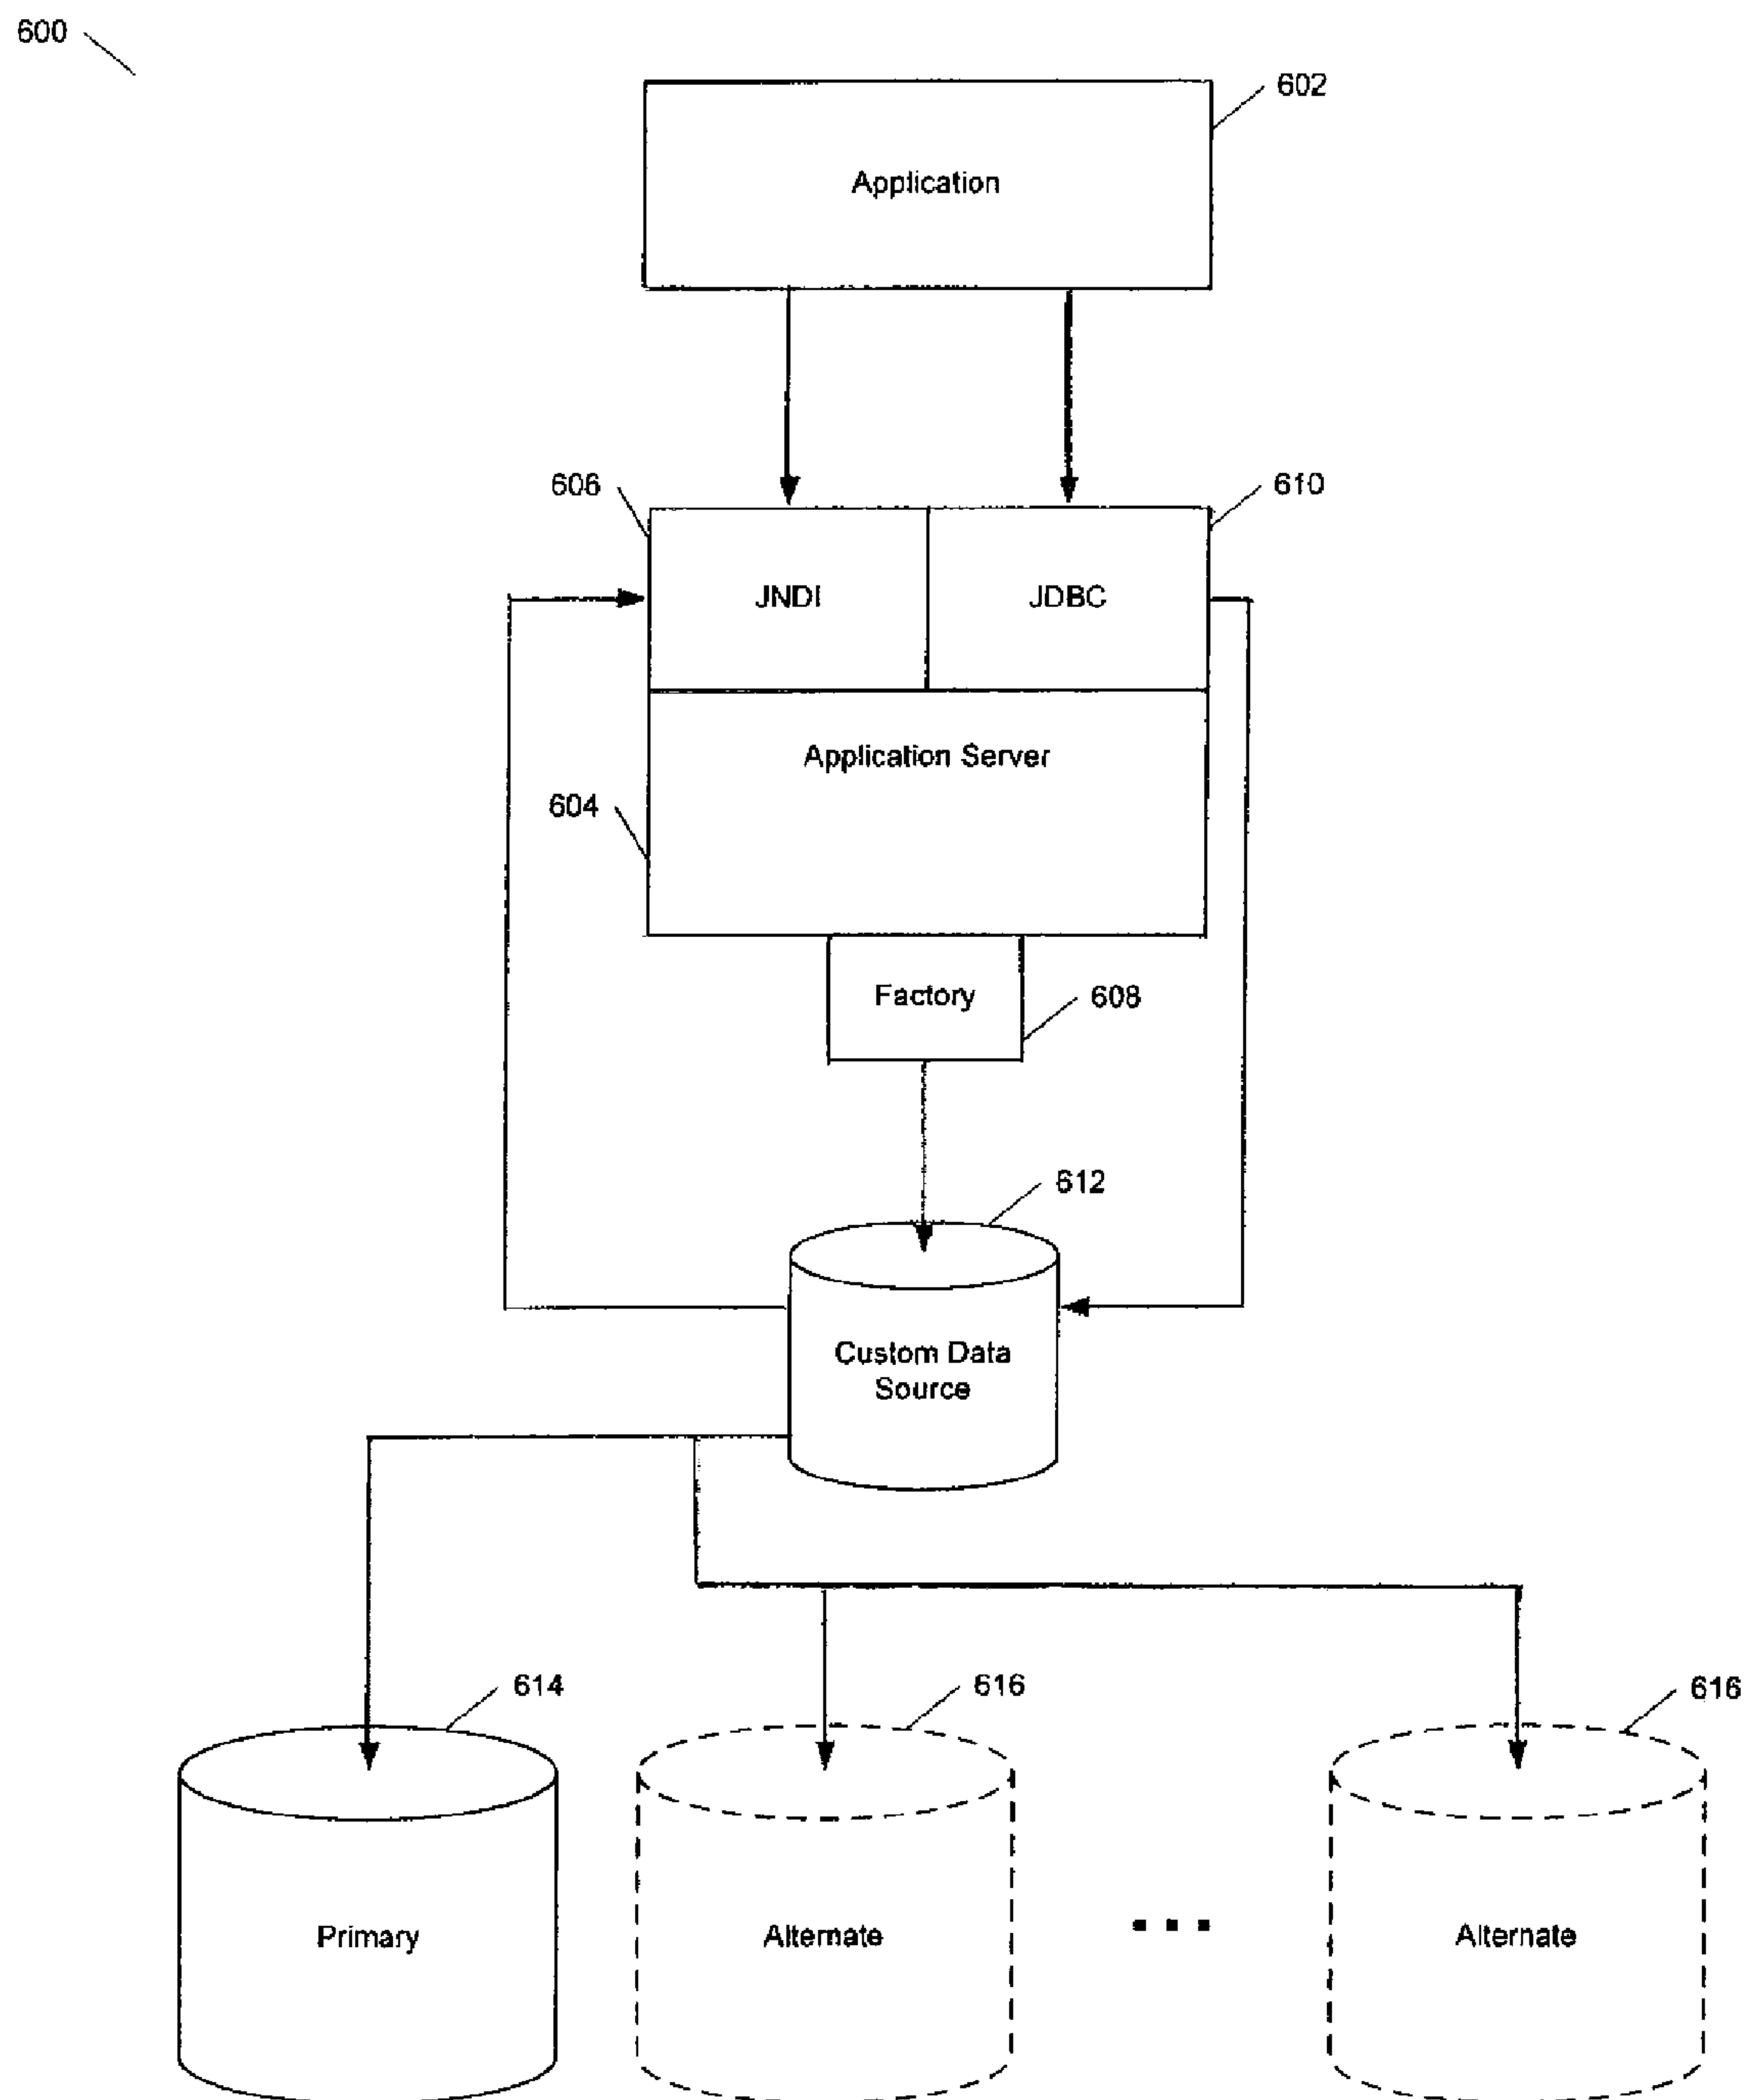 600
602
Application
606
610
JNDI
JDBC
Application Server
604
Factory
608
612
Custom Data
Source
614
616
616
Primary
Alternate
...
Alternate